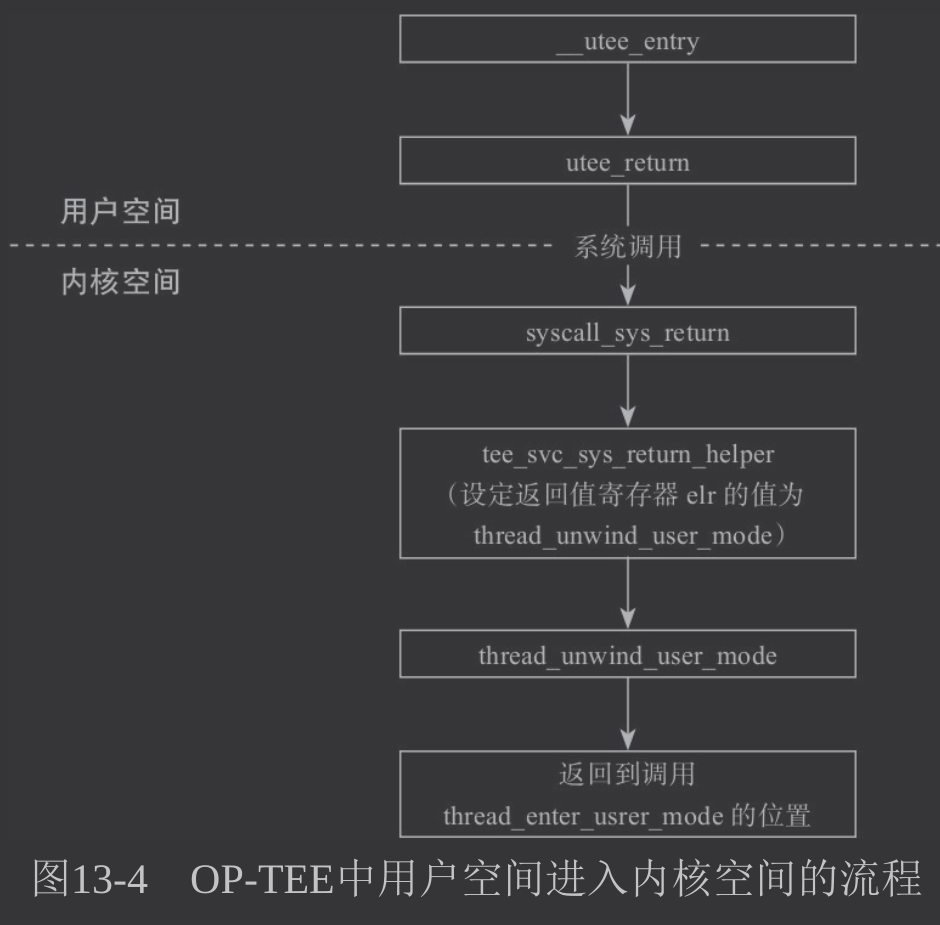 __utee_entry
utee_return
用户空间
系统调用
内核空间
syscall_sys_return
tee_svc_sys_return_helper
（设定返回值寄存器 elr 的值为
thread_unwind_user_mode）
thread_unwind_user_mode
返回到调用
thread_enter_usrer_mode 的位置
图13-4 OP-TEE中用户空间进入内核空间的流程